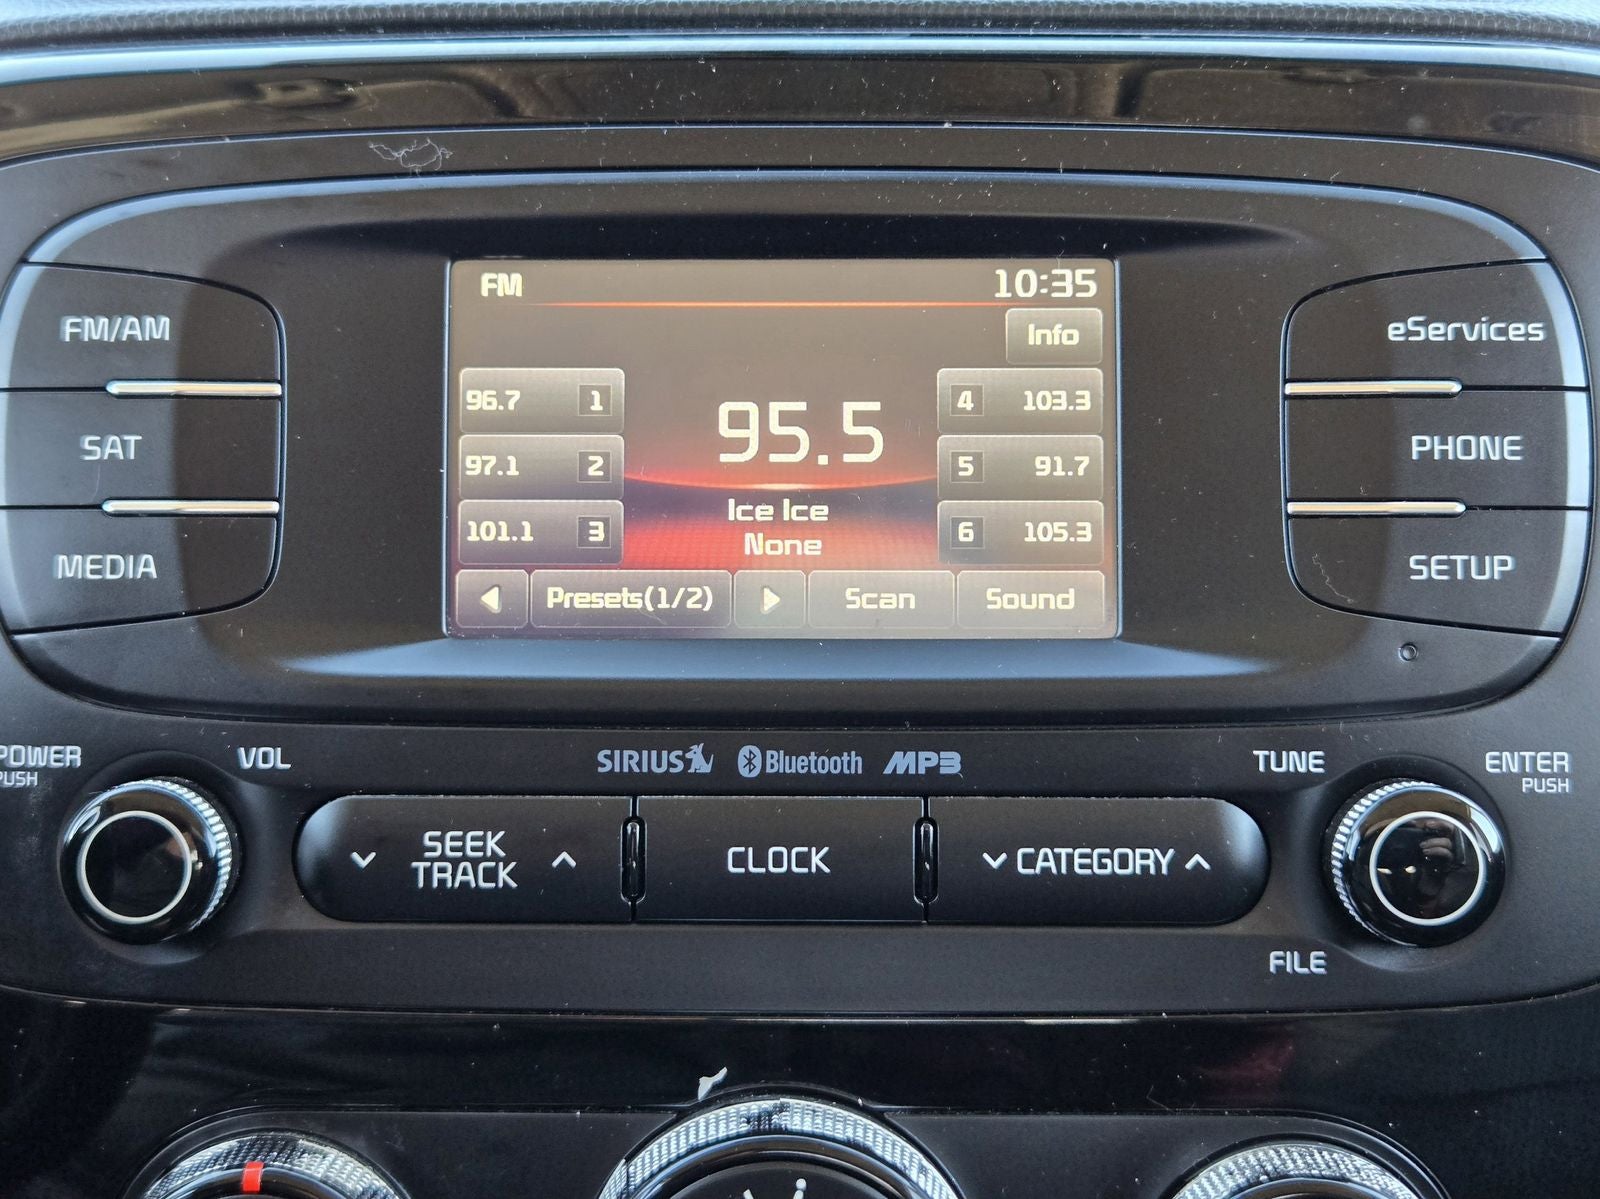 FM
10:35
Info
FM/AM
SAT
MEDIA
96.7 1
97.1 2
101.1 3
95.5
Ice Ice
None
4 103.3
5 91.7
6 105.3
Presets(1/2)
Scan
Sound
eServices
PHONE
SETUP
POWER
PUSH
VOL
SIRIUS
Bluetooth
MP3
TUNE
ENTER
PUSH
SEEK
TRACK
CLOCK
CATEGORY
FILE